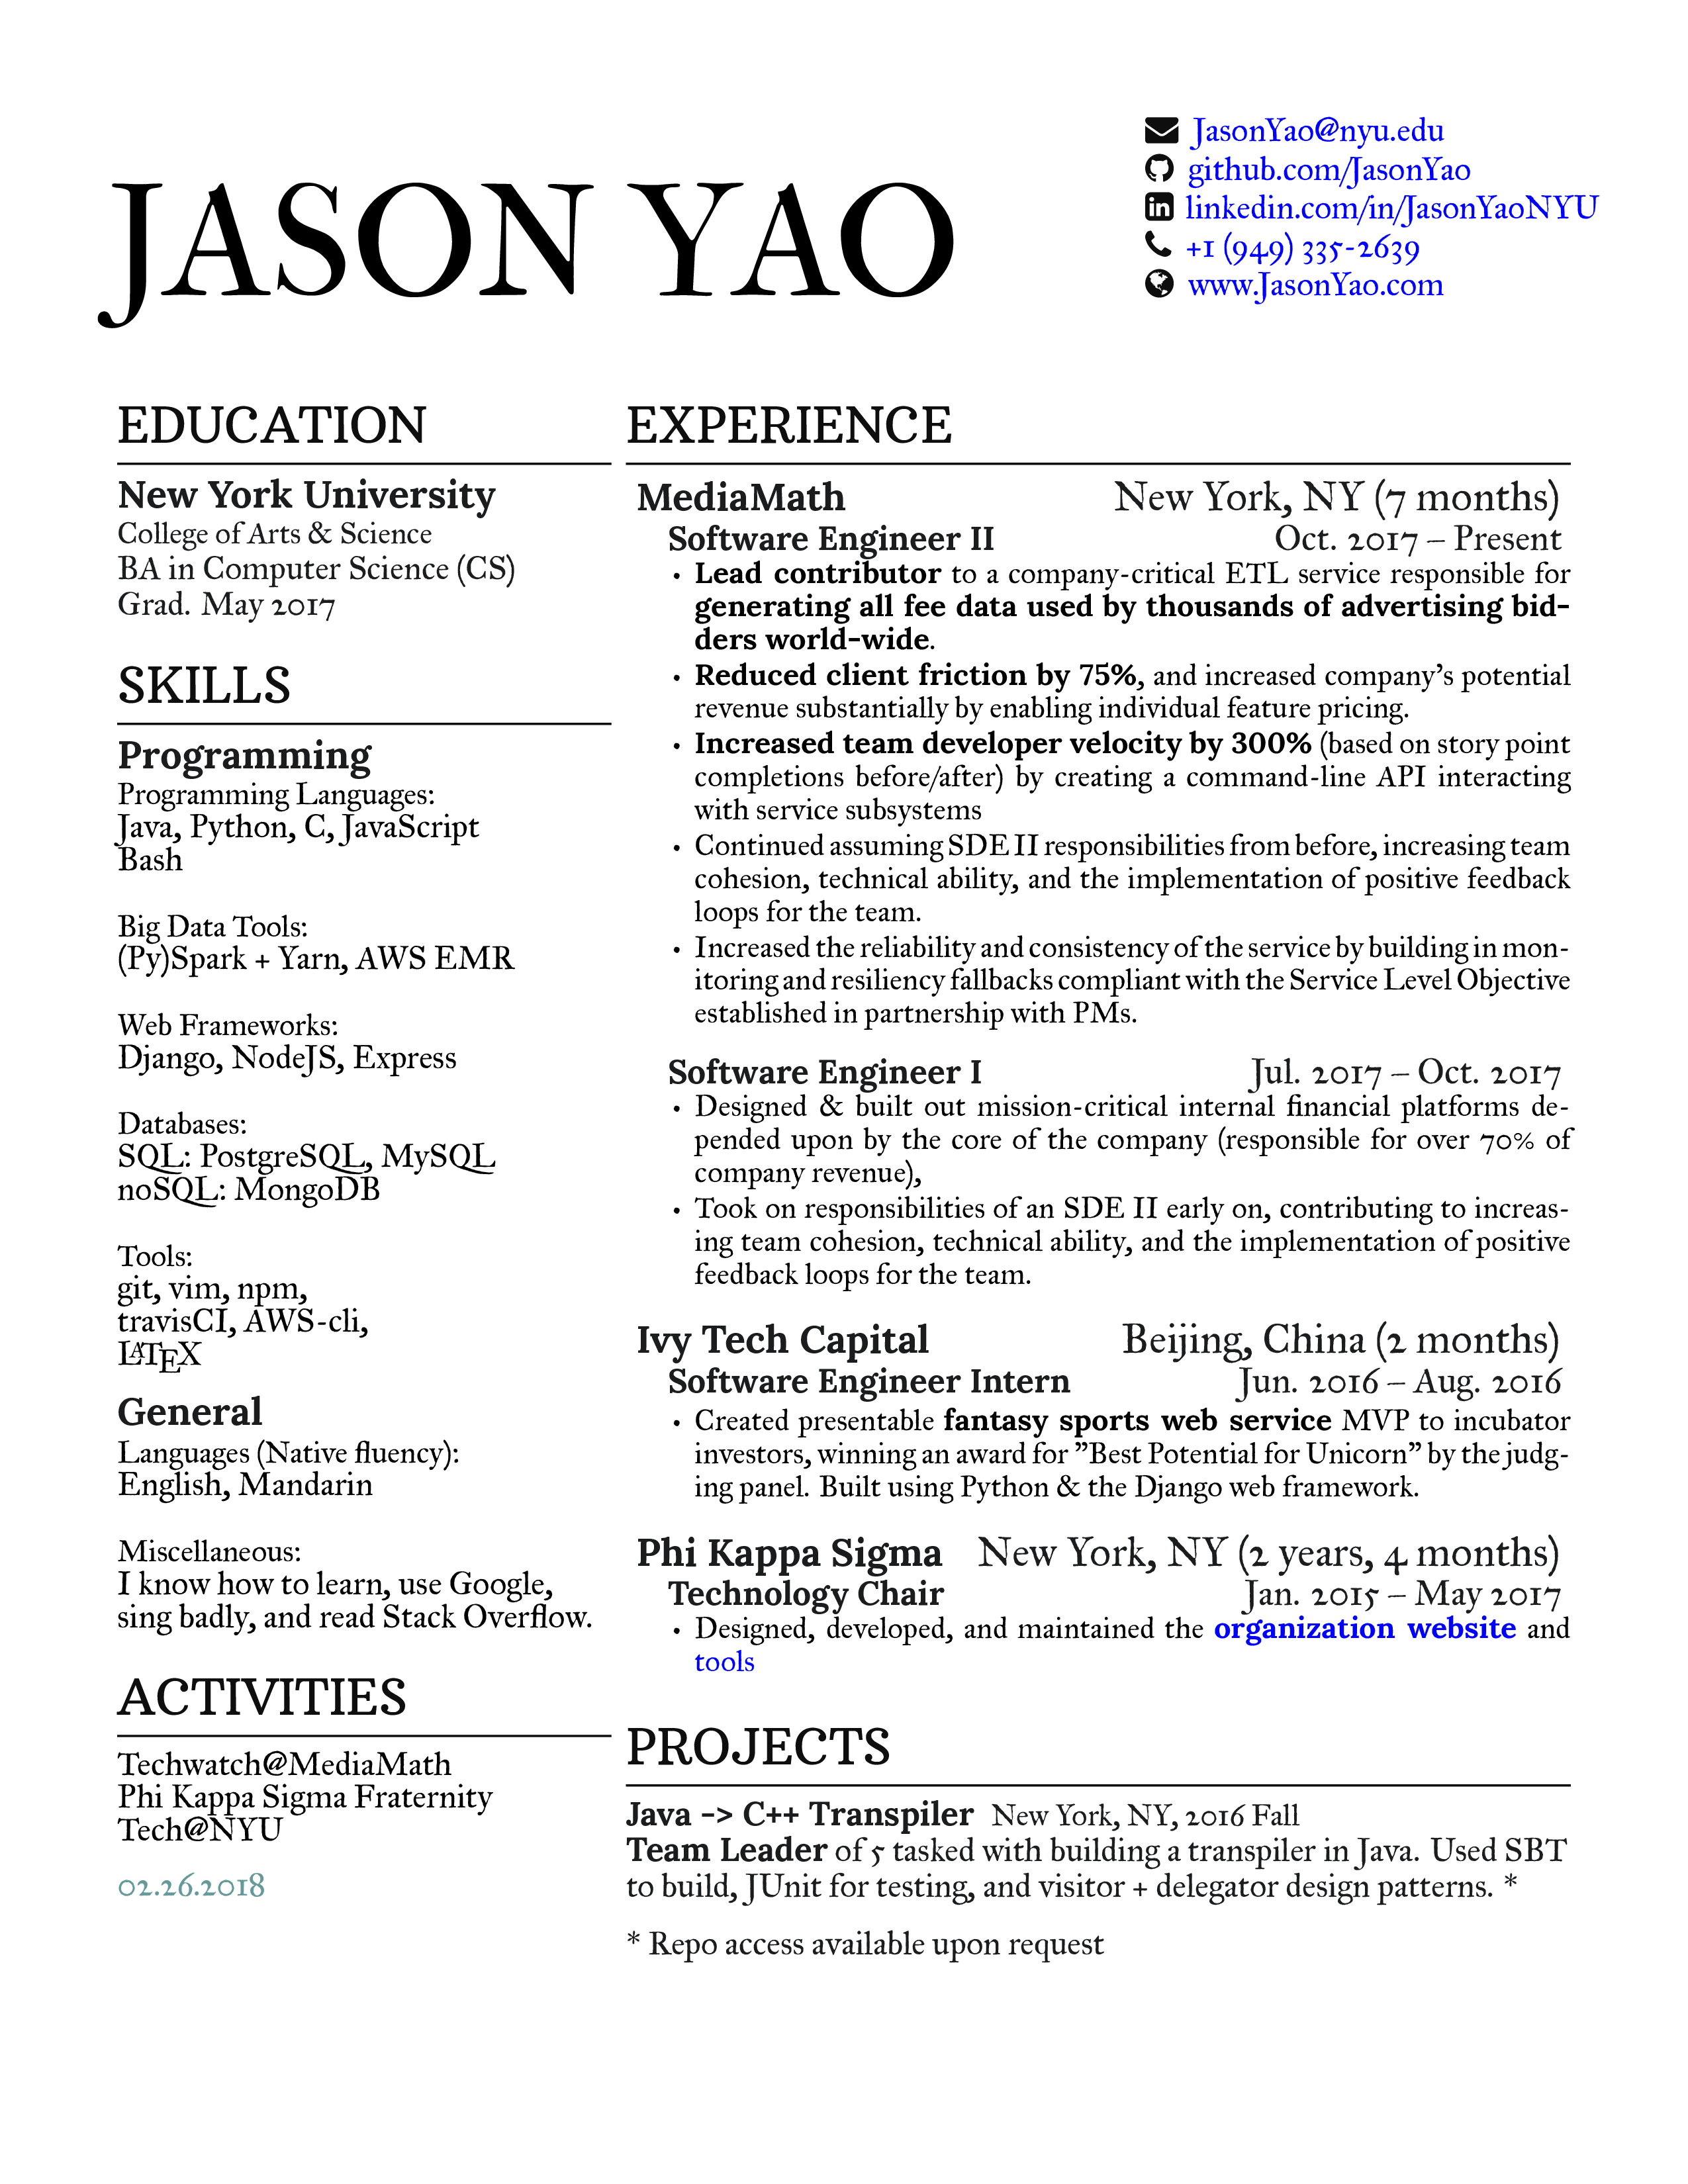 JASON YAO
JasonYao@nyu.edu
github.com/JasonYao
linkedin.com/in/JasonYaoNYU
+1 (949) 335-2639
www.JasonYao.com
EDUCATION
New York University
College of Arts & Science
BA in Computer Science (CS)
Grad. May 2017
SKILLS
Programming
Programming Languages:
Java, Python, C, JavaScript
Bash
Big Data Tools:
(Py)Spark + Yarn, AWS EMR
Web Frameworks:
Django, NodeJS, Express
Databases:
SQL: PostgreSQL, MySQL
noSQL: MongoDB
Tools:
git, vim, npm,
travisCI, AWS-cli,
LATEX
General
Languages (Native fluency):
English, Mandarin
Miscellaneous:
I know how to learn, use Google,
sing badly, and read Stack Overflow.
ACTIVITIES
Techwatch@MediaMath
Phi Kappa Sigma Fraternity
Tech@NYU
02.26.2018
EXPERIENCE
MediaMath New York, NY (7 months)
Software Engineer II Oct. 2017 – Present
• Lead contributor to a company-critical ETL service responsible for
generating all fee data used by thousands of advertising bid-
ders world-wide.
• Reduced client friction by 75%, and increased company's potential
revenue substantially by enabling individual feature pricing.
• Increased team developer velocity by 300% (based on story point
completions before/after) by creating a command-line API interacting
with service subsystems
• Continued assuming SDE II responsibilities from before, increasing team
cohesion, technical ability, and the implementation of positive feedback
loops for the team.
• Increased the reliability and consistency of the service by building in mon-
itoring and resiliency fallbacks compliant with the Service Level Objective
established in partnership with PMs.
Software Engineer I Jul. 2017 – Oct. 2017
• Designed & built out mission-critical internal financial platforms de-
pended upon by the core of the company (responsible for over 70% of
company revenue),
• Took on responsibilities of an SDE II early on, contributing to increas-
ing team cohesion, technical ability, and the implementation of positive
feedback loops for the team.
Ivy Tech Capital Beijing, China (2 months)
Software Engineer Intern Jun. 2016 – Aug. 2016
• Created presentable fantasy sports web service MVP to incubator
investors, winning an award for ”Best Potential for Unicorn” by the judg-
ing panel. Built using Python & the Django web framework.
Phi Kappa Sigma New York, NY (2 years, 4 months)
Technology Chair Jan. 2015 – May 2017
• Designed, developed, and maintained the organization website and
tools
PROJECTS
Java -> C++ Transpiler New York, NY, 2016 Fall
Team Leader of 5 tasked with building a transpiler in Java. Used SBT
to build, JUnit for testing, and visitor + delegator design patterns. *
* Repo access available upon request